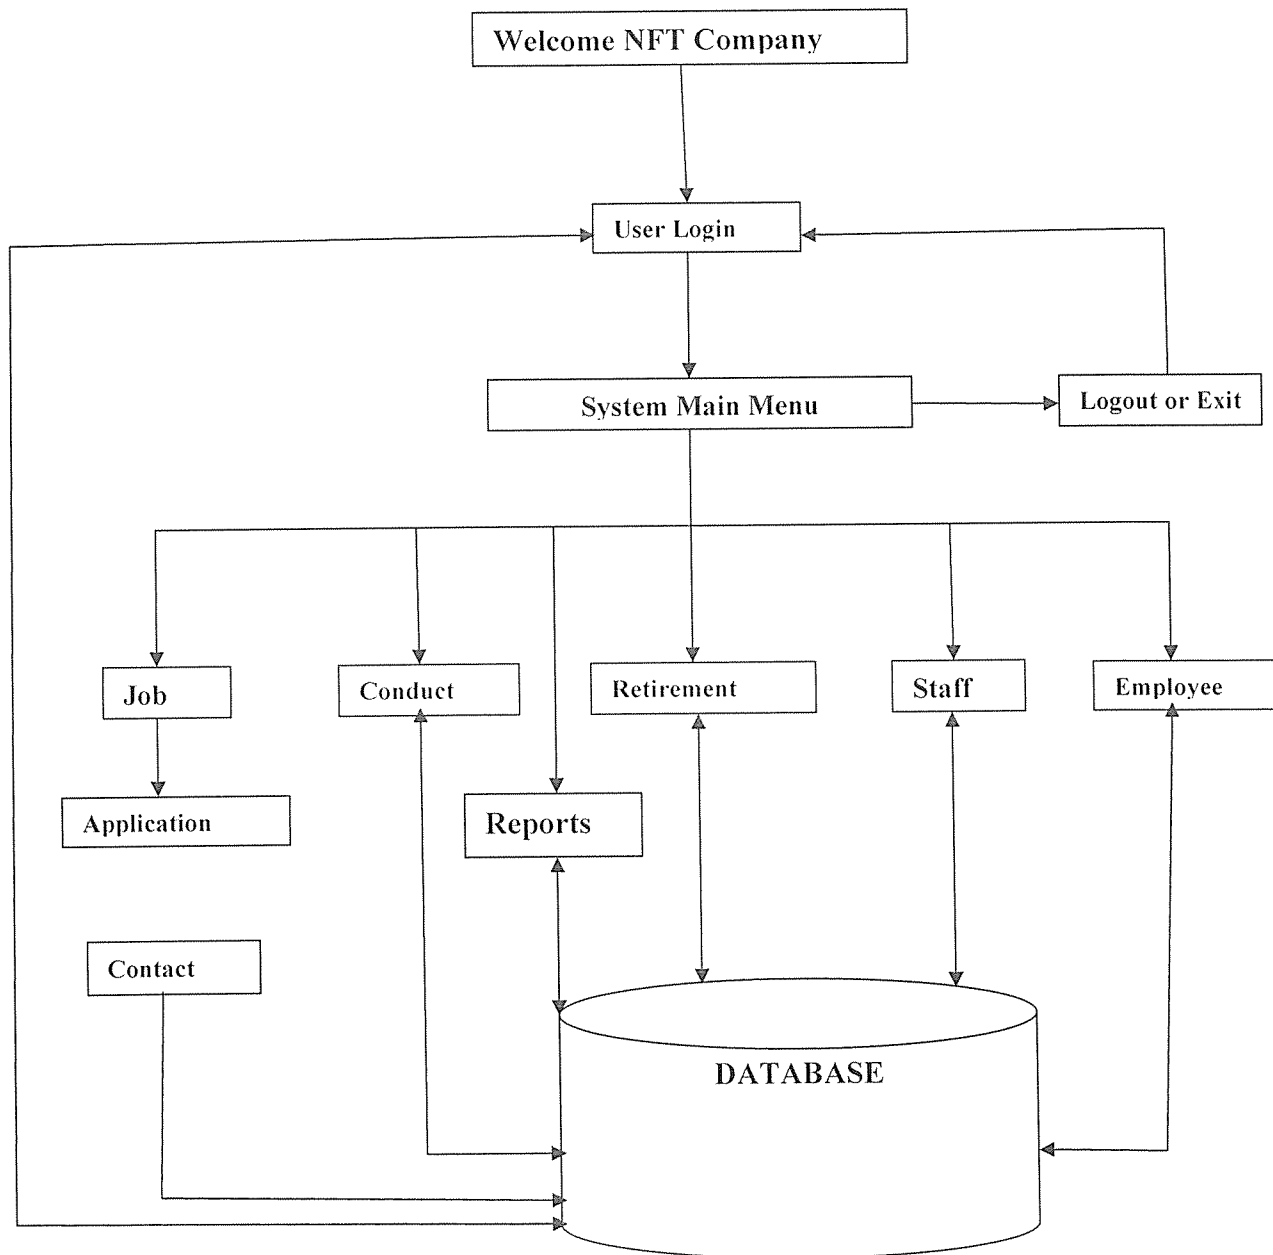 Welcome NFT Company
User Login
System Main Menu
Logout or Exit
Job
Conduct
Retirement
Staff
Employee
Application
Reports
Contact
DATABASE